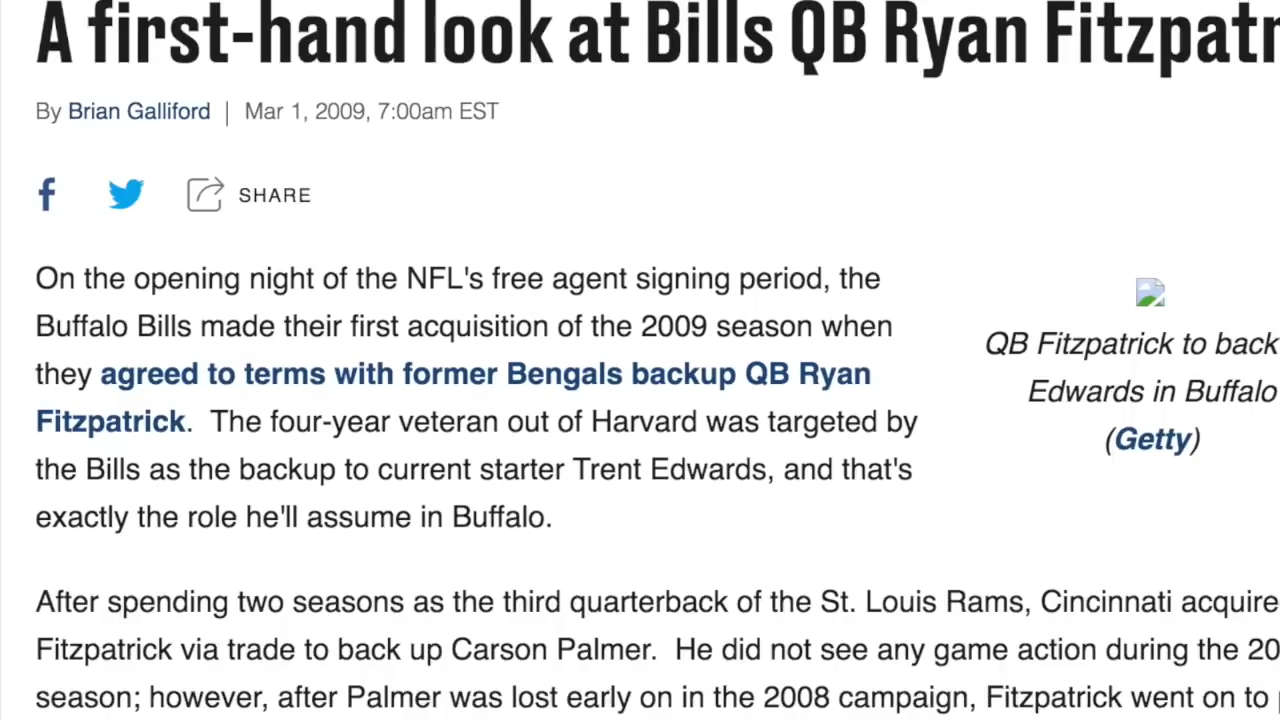 A first-hand look at Bills QB Ryan Fitzpatr
By Brian Galliford | Mar 1, 2009, 7:00am EST
SHARE
On the opening night of the NFL's free agent signing period, the
Buffalo Bills made their first acquisition of the 2009 season when
they agreed to terms with former Bengals backup QB Ryan
Fitzpatrick. The four-year veteran out of Harvard was targeted by
the Bills as the backup to current starter Trent Edwards, and that's
exactly the role he'll assume in Buffalo.
QB Fitzpatrick to back
Edwards in Buffalo
(Getty)
After spending two seasons as the third quarterback of the St. Louis Rams, Cincinnati acquire
Fitzpatrick via trade to back up Carson Palmer. He did not see any game action during the 20
season; however, after Palmer was lost early on in the 2008 campaign, Fitzpatrick went on to